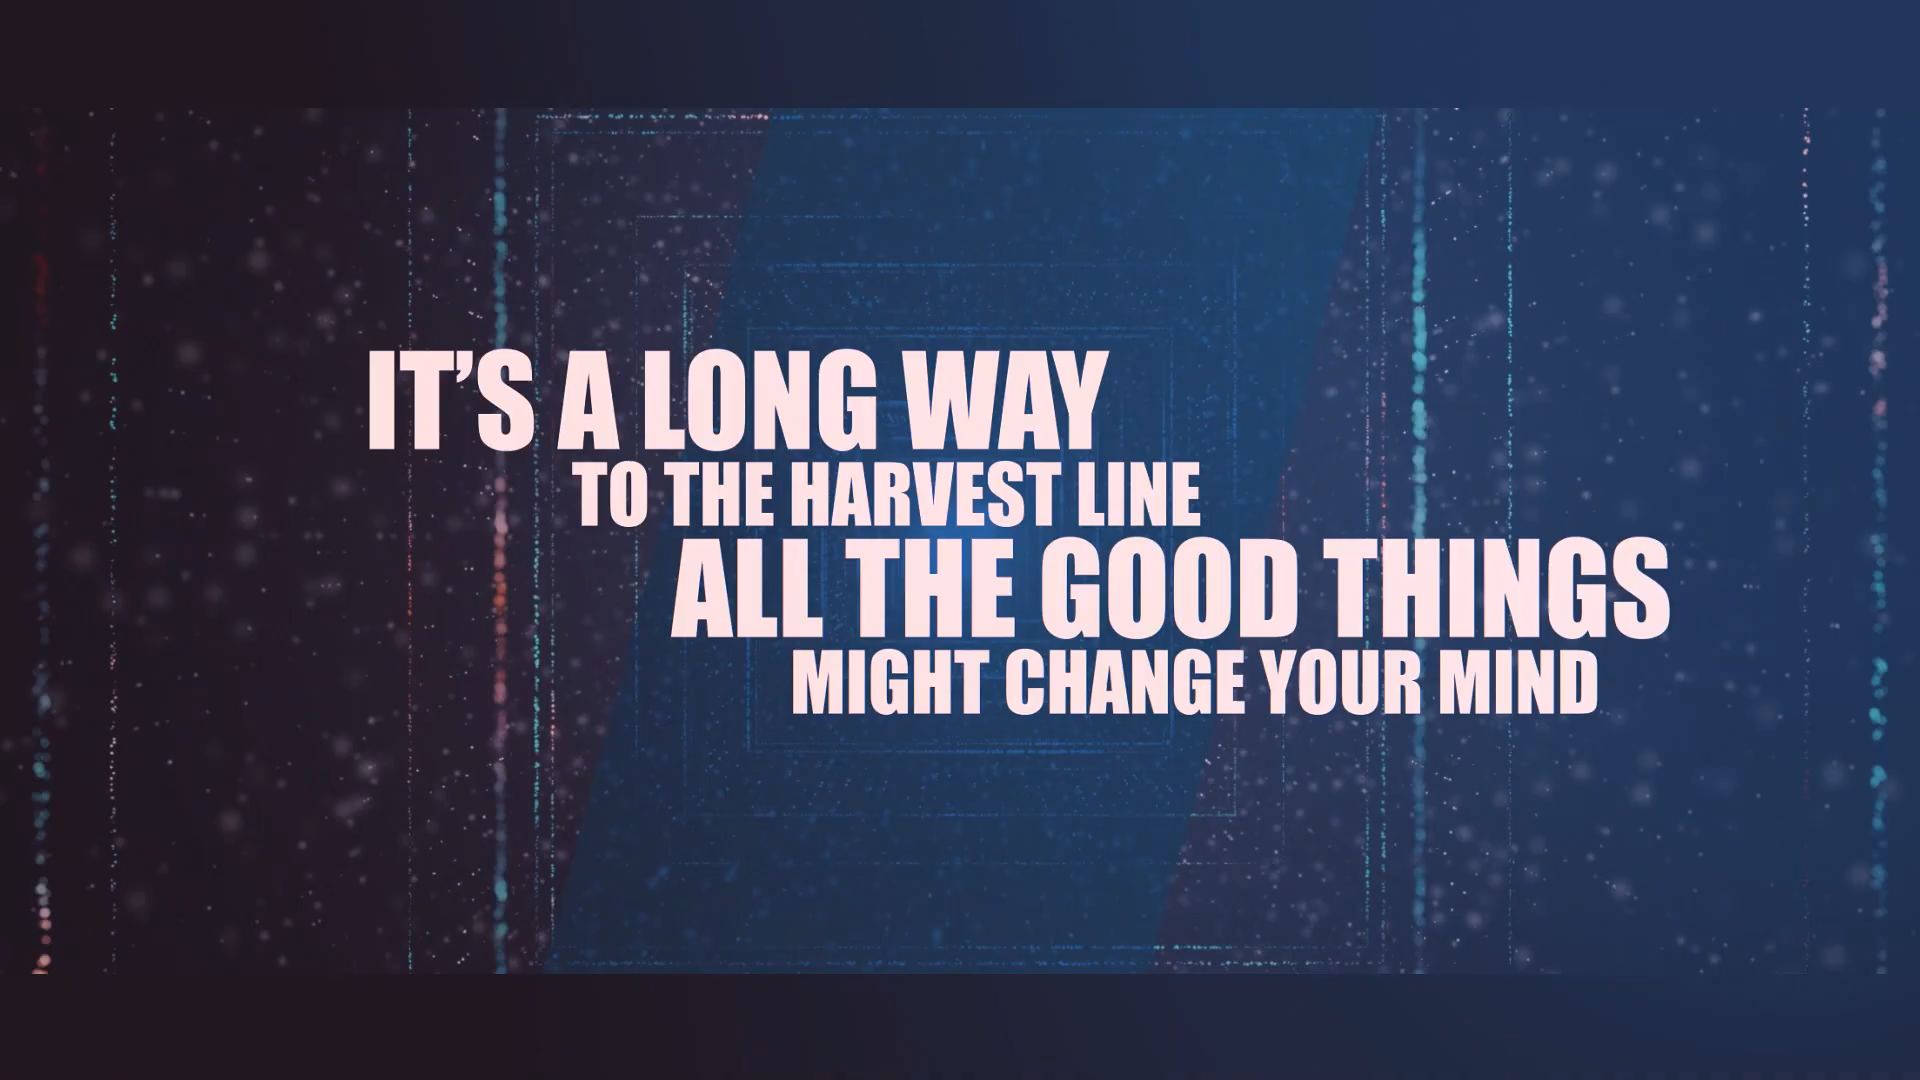 IT’S A LONG WAY
TO THE HARVEST LINE
ALL THE GOOD THINGS
MIGHT CHANGE YOUR MIND